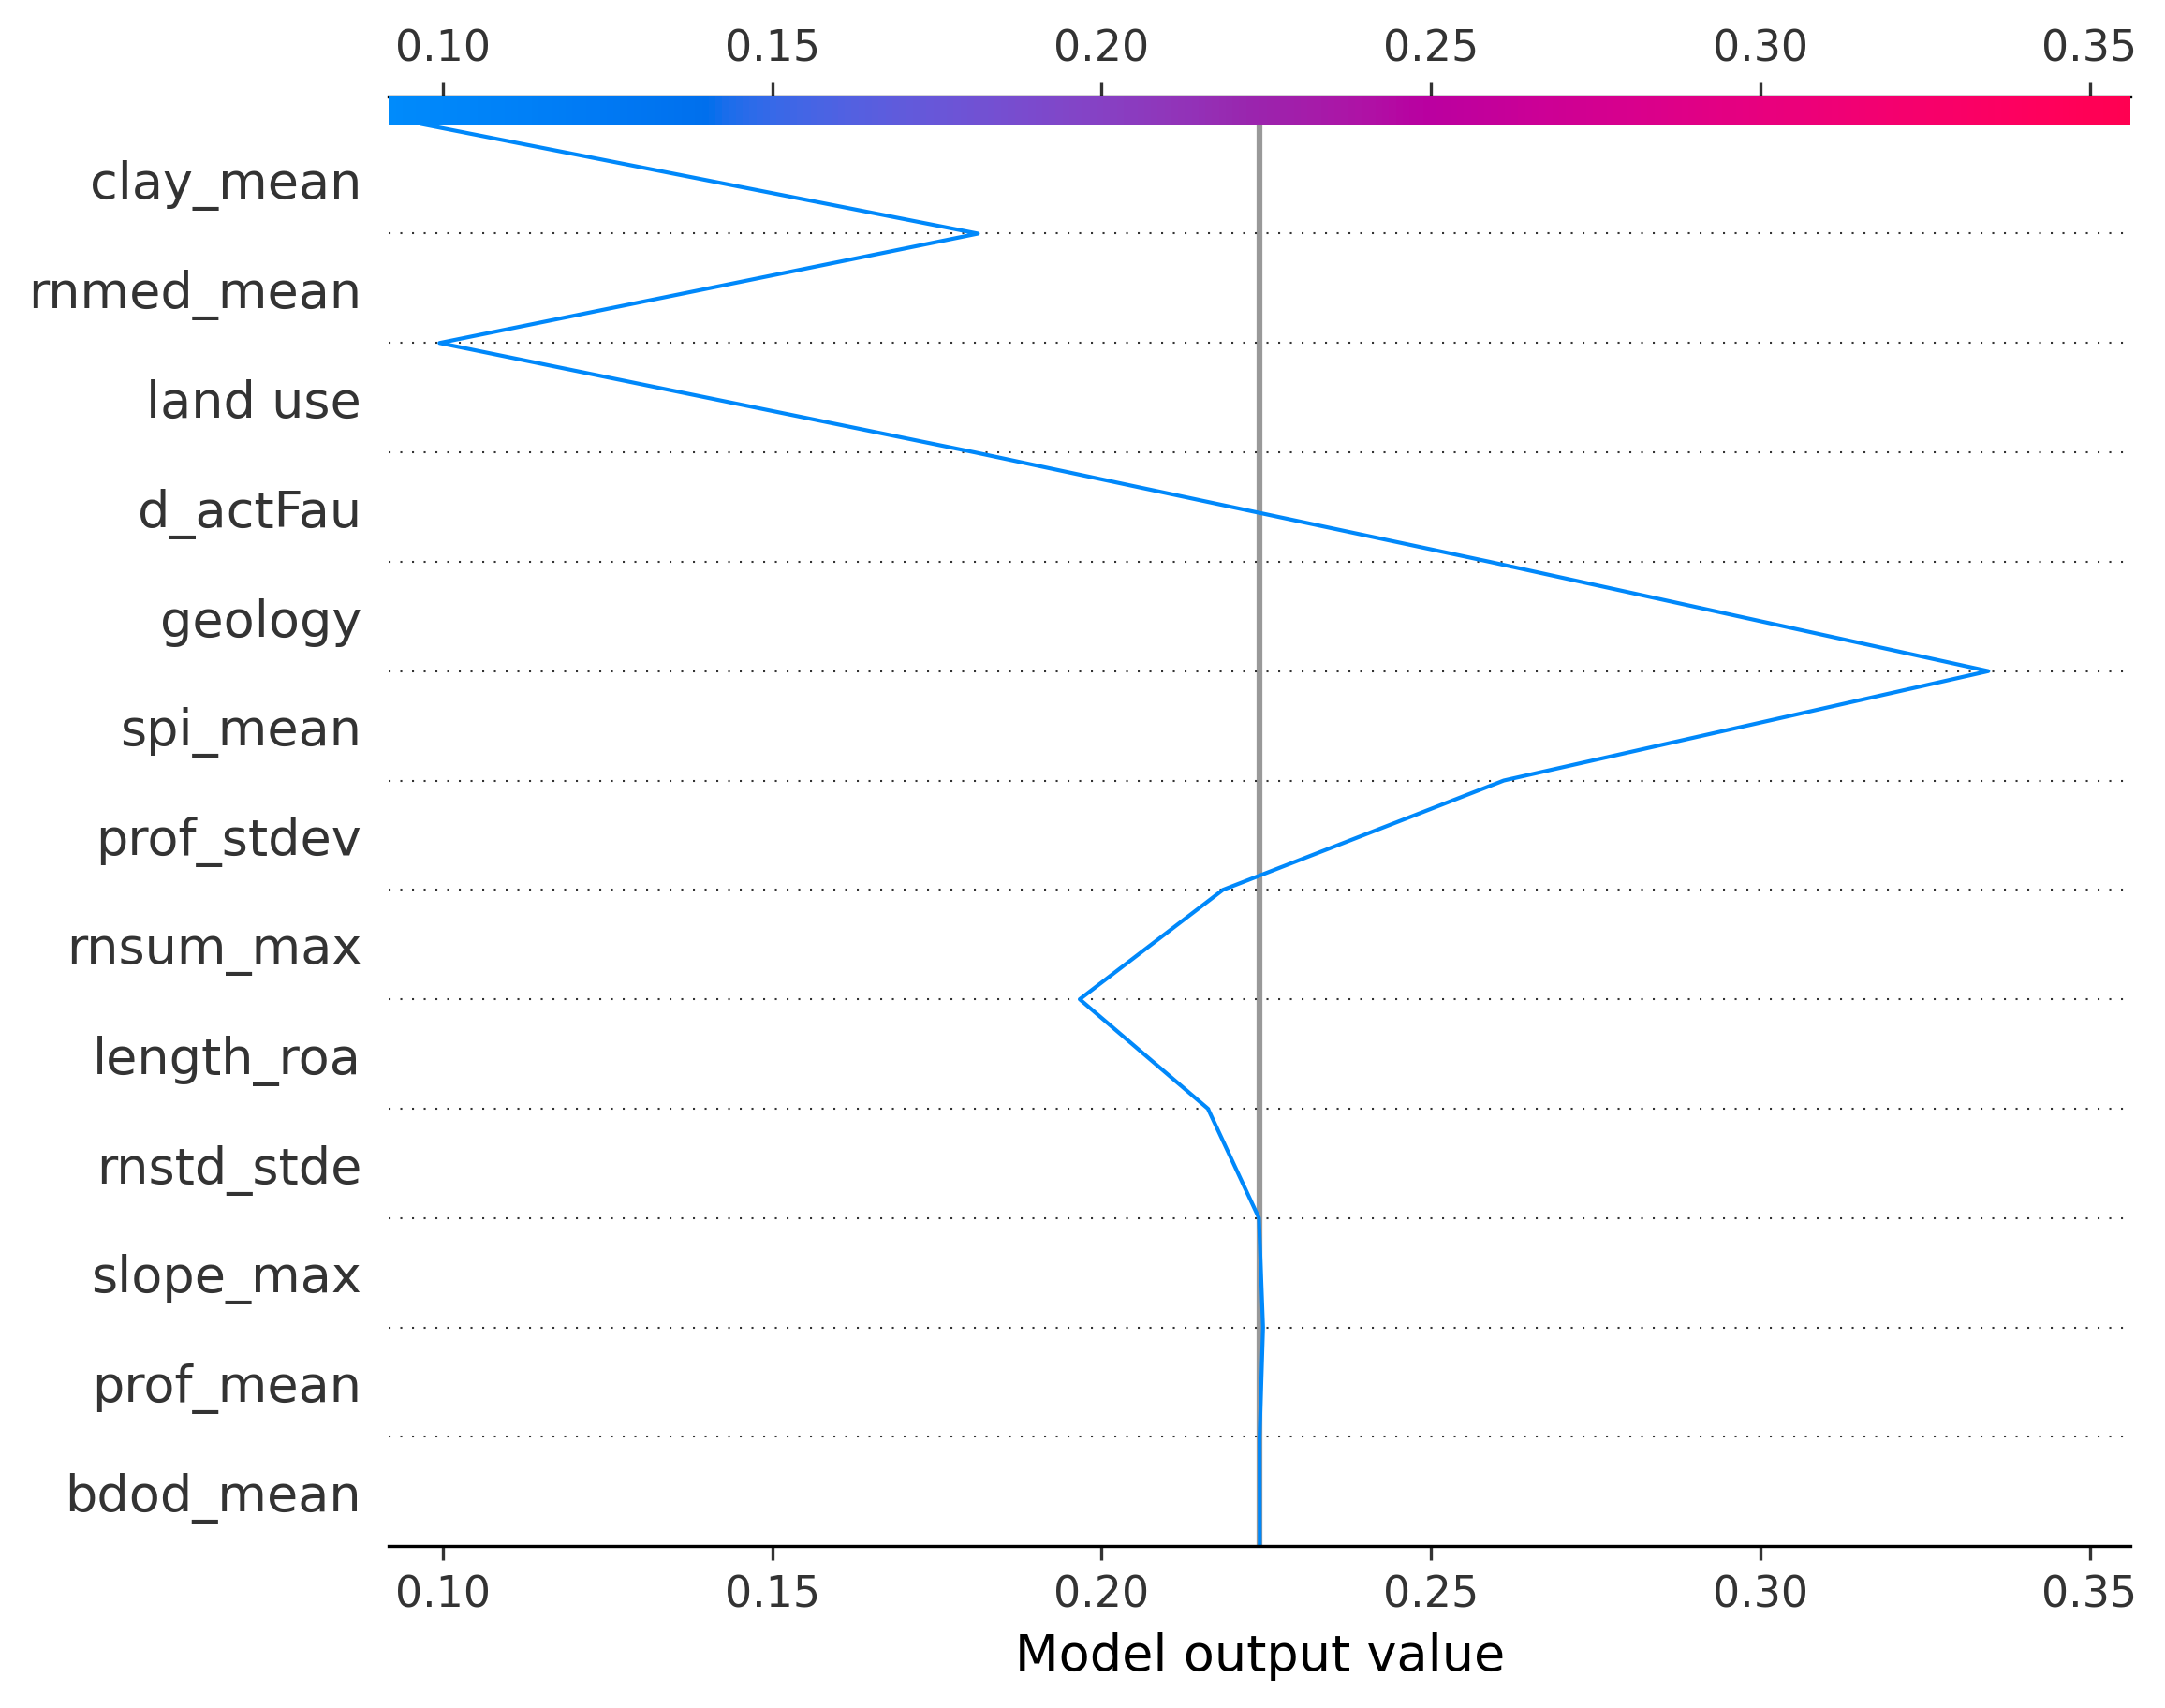 0.10 0.15 0.20 0.25 0.30 0.35
clay_mean
rnmed_mean
land use
d_actFau
geology
spi_mean
prof_stdev
rnsum_max
length_roa
rnstd_stde
slope_max
prof_mean
bdod_mean
0.10 0.15 0.20 0.25 0.30 0.35
Model output value